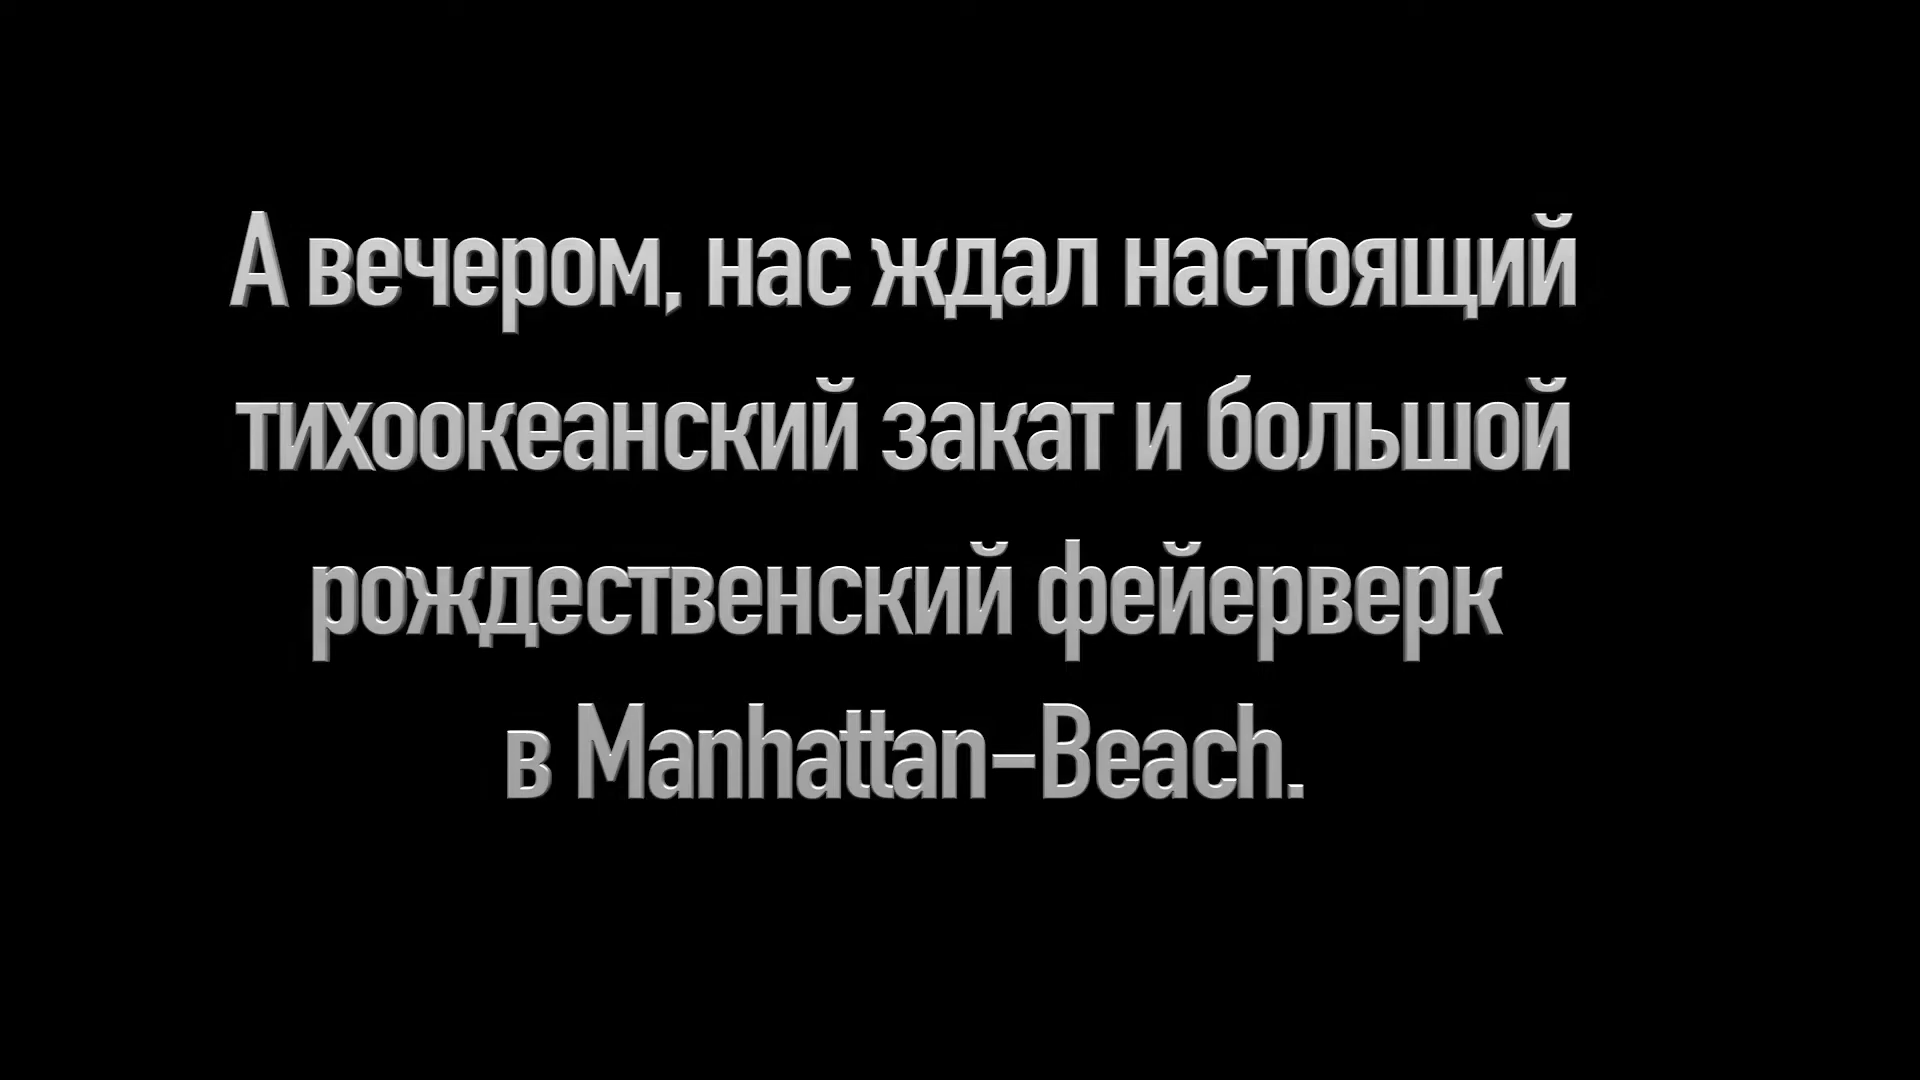 А вечером, нас ждал настоящий
тихоокеанский закат и большой
рождественский фейерверк
в Manhattan-Beach.